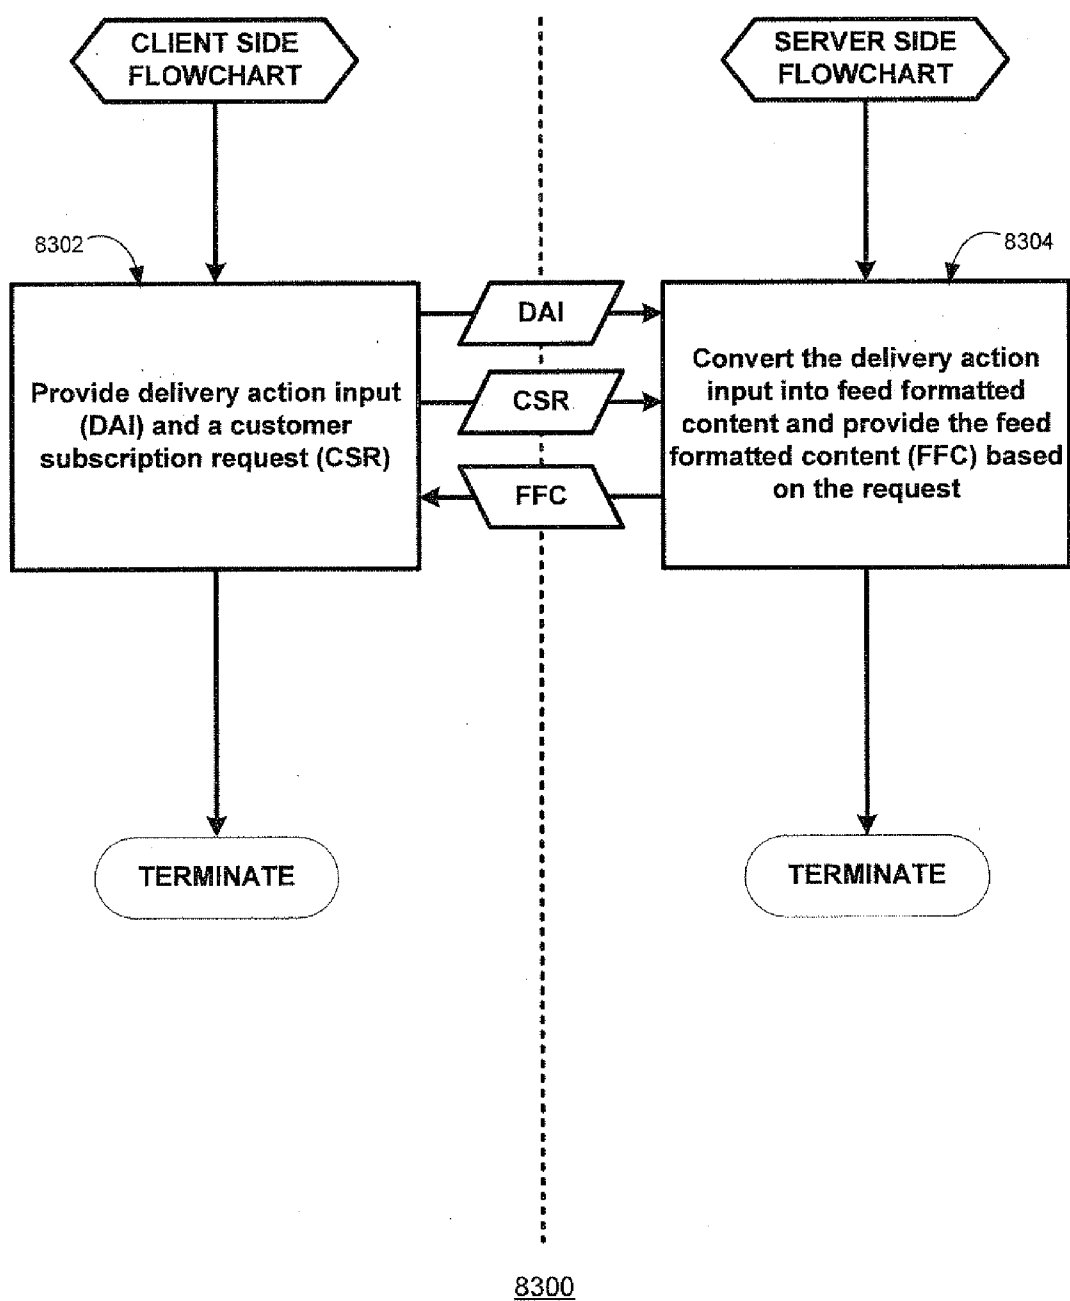 CLIENT SIDE
FLOWCHART
SERVER SIDE
FLOWCHART
8302
8304
Provide delivery action input
(DAI) and a customer
subscription request (CSR)
DAI
CSR
FFC
Convert the delivery action
input into feed formatted
content and provide the feed
formatted content (FFC) based
on the request
TERMINATE
TERMINATE
8300